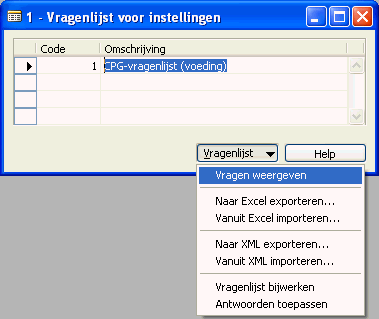 1 - Vragenlijst voor instellingen
Code Omschrijving
1 CPG-vragenlijst (voeding)
Vragenlijst Help
Vragen weergeven
Naar Excel exporteren...
Vanuit Excel importeren...
Naar XML exporteren...
Vanuit XML importeren...
Vragenlijst bijwerken
Antwoorden toepassen